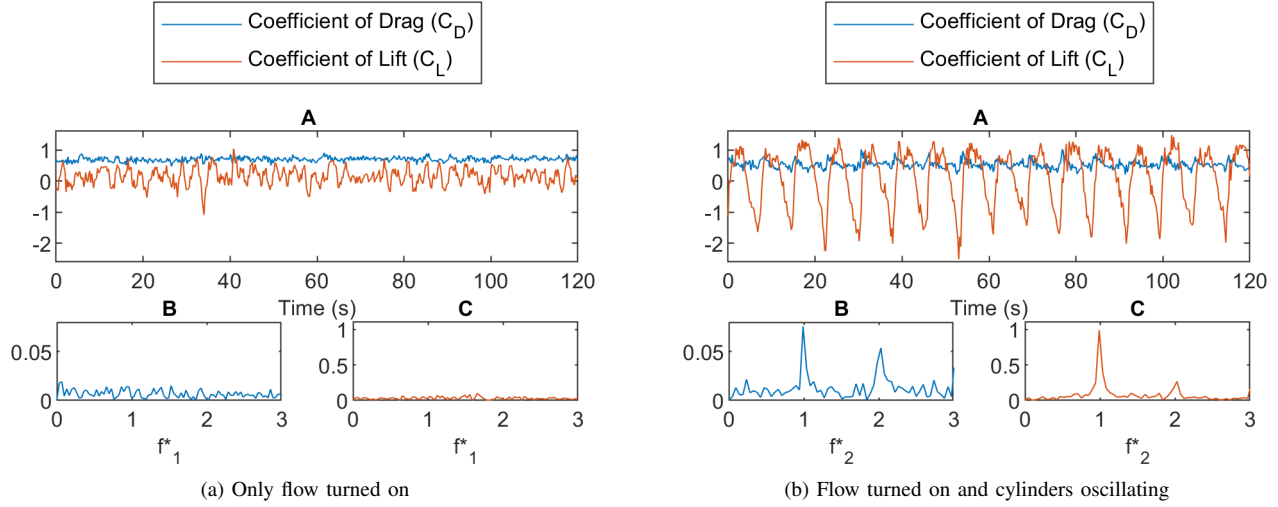 Coefficient of Drag (C_D)
Coefficient of Lift (C_L)
A
1
0
-1
-2
0 20 40 60 80 100 120
Time (s)
B
0.05
0
0 1 2 3
f*_1
C
1
0.5
0
0 1 2 3
f*_1
(a) Only flow turned on
Coefficient of Drag (C_D)
Coefficient of Lift (C_L)
A
1
0
-1
-2
0 20 40 60 80 100 120
Time (s)
B
0.05
0
0 1 2 3
f*_2
C
1
0.5
0
0 1 2 3
f*_2
(b) Flow turned on and cylinders oscillating